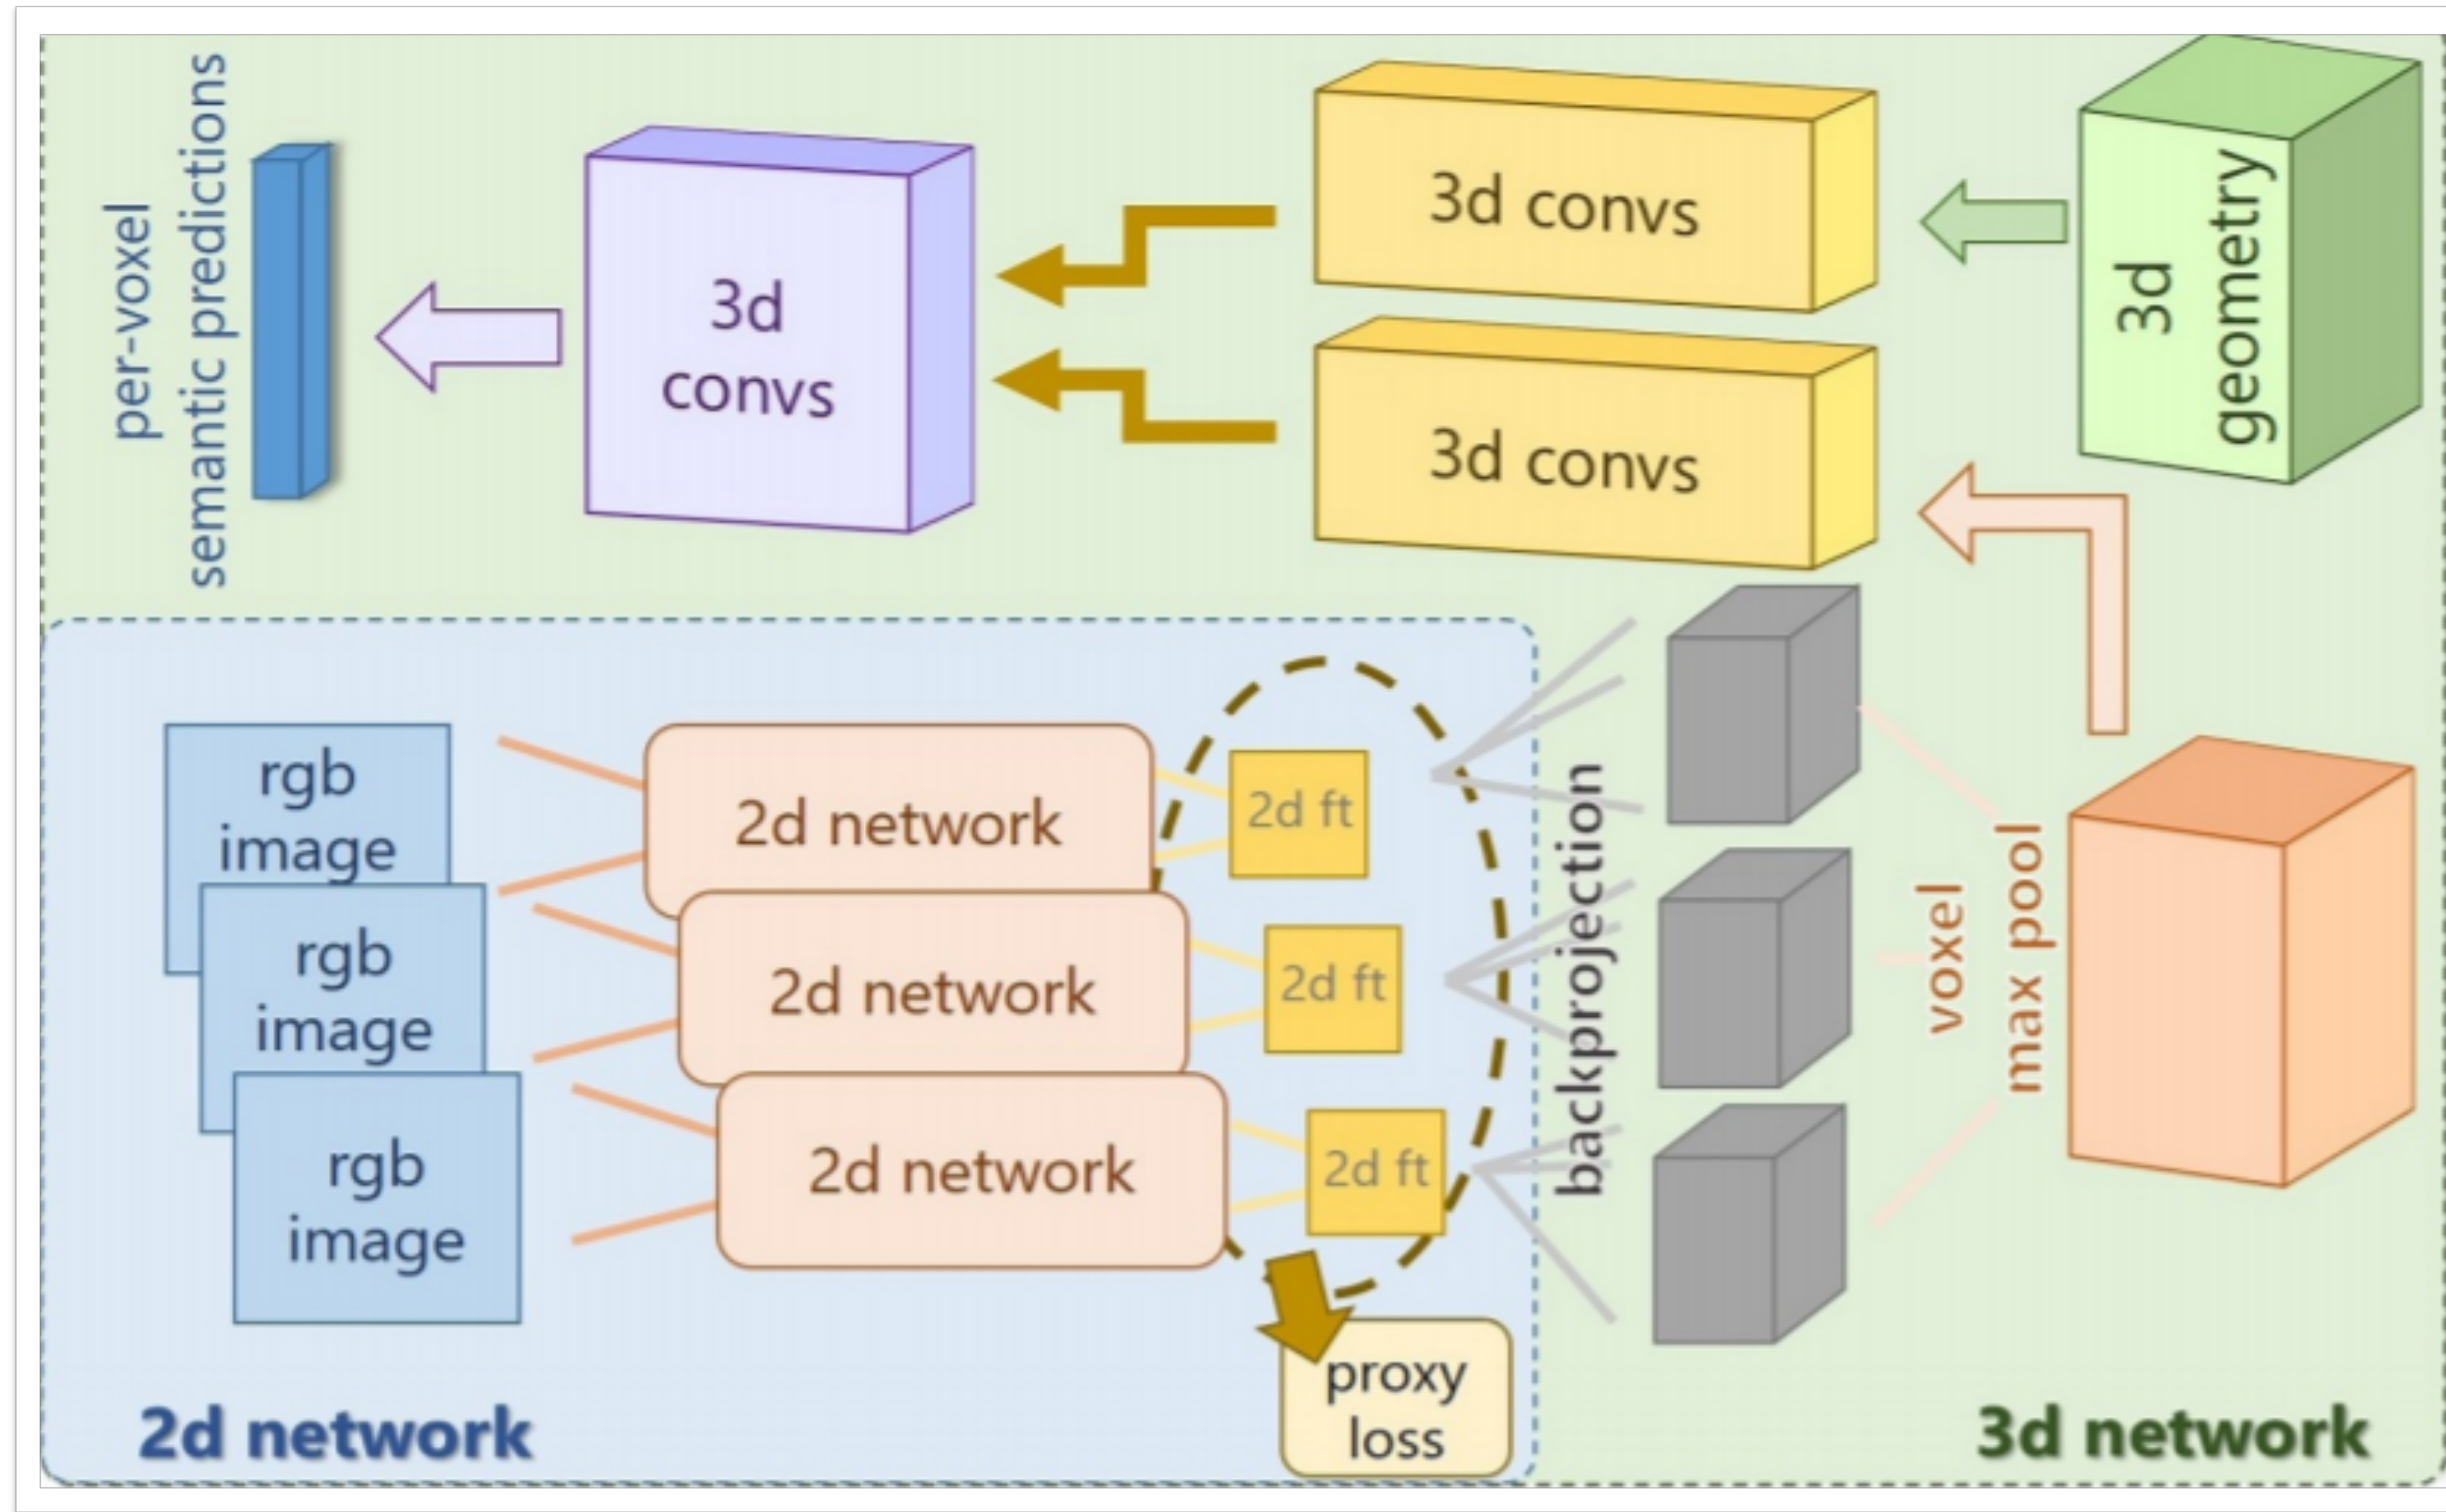 per-voxel
semantic predictions
3d
convs
3d convs
3d convs
3d
geometry
rgb
image
rgb
image
rgb
image
2d network
2d network
2d network
2d ft
2d ft
2d ft
backprojection
voxel
max pool
proxy
loss
2d network
3d network